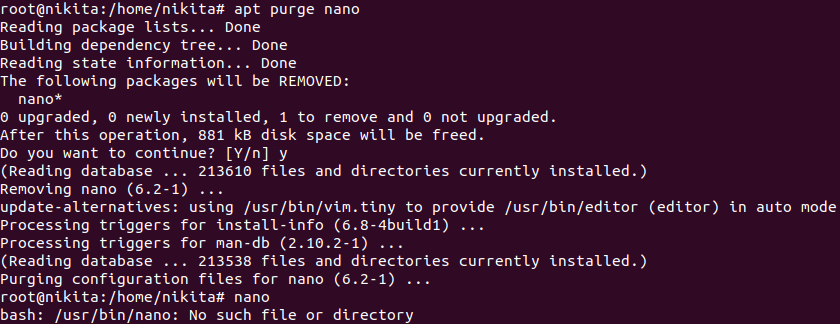 root@nikita:/home/nikita# apt purge nano
Reading package lists... Done
Building dependency tree... Done
Reading state information... Done
The following packages will be REMOVED:
  nano*
0 upgraded, 0 newly installed, 1 to remove and 0 not upgraded.
After this operation, 881 kB disk space will be freed.
Do you want to continue? [Y/n] y
(Reading database ... 213610 files and directories currently installed.)
Removing nano (6.2-1) ...
update-alternatives: using /usr/bin/vim.tiny to provide /usr/bin/editor (editor) in auto mode
Processing triggers for install-info (6.8-4build1) ...
Processing triggers for man-db (2.10.2-1) ...
(Reading database ... 213538 files and directories currently installed.)
Purging configuration files for nano (6.2-1) ...
root@nikita:/home/nikita# nano
bash: /usr/bin/nano: No such file or directory